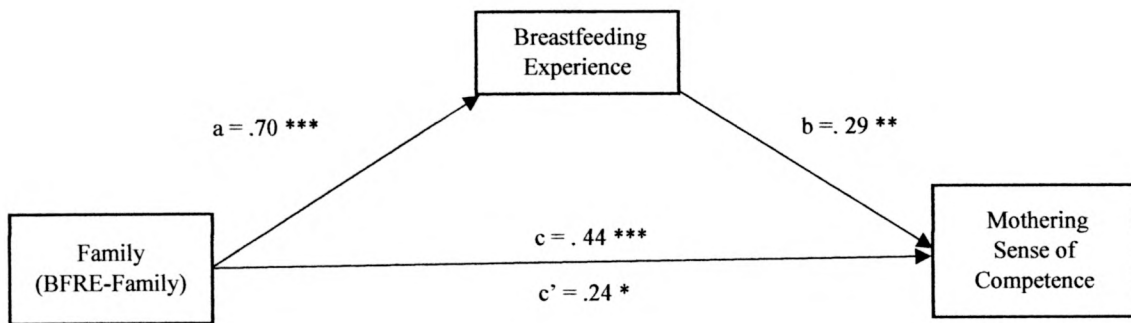 Breastfeeding
Experience
a = .70 ***
b =. 29 **
Family
(BFRE-Family)
c = . 44 ***
c’ = .24 *
Mothering
Sense of
Competence